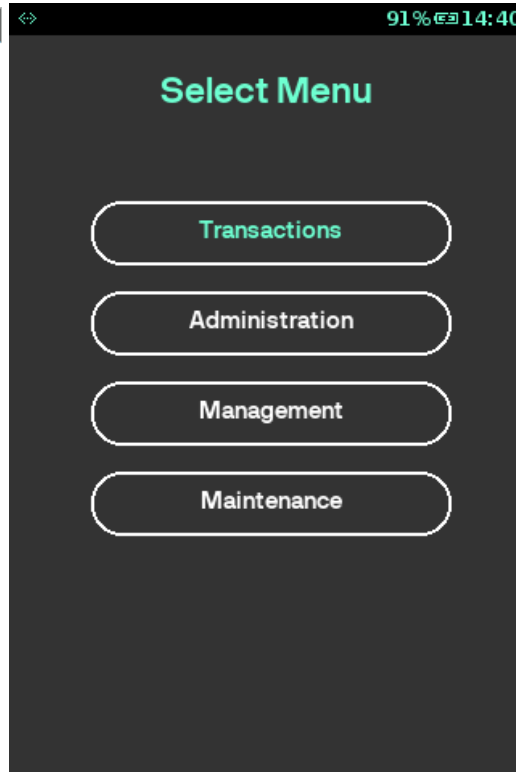 91% 14:40
Select Menu
Transactions
Administration
Management
Maintenance